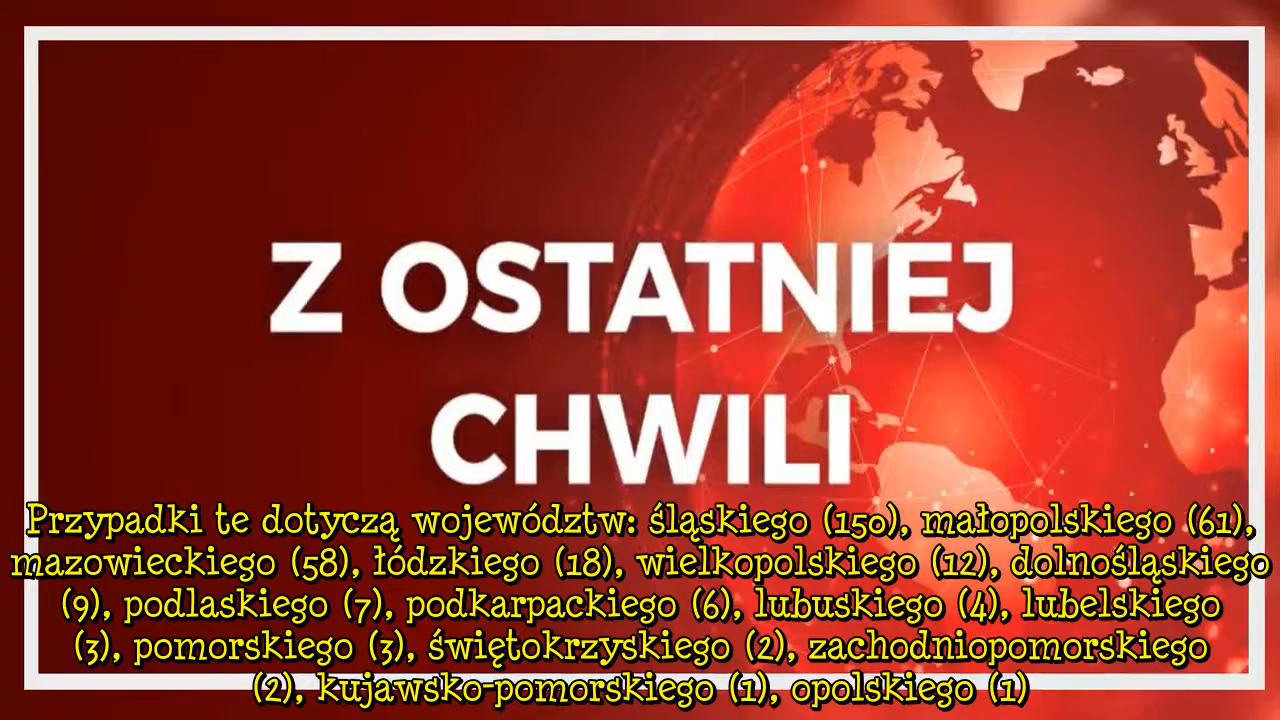 Z OSTATNIEJ
CHWILI
Przypadki te dotyczą województw: śląskiego (150), małopolskiego (61),
mazowieckiego (58), łódzkiego (18), wielkopolskiego (12), dolnośląskiego
(9), podlaskiego (7), podkarpackiego (6), lubuskiego (4), lubelskiego
(3), pomorskiego (3), świętokrzyskiego (2), zachodniopomorskiego
(2), kujawsko-pomorskiego (1), opolskiego (1)